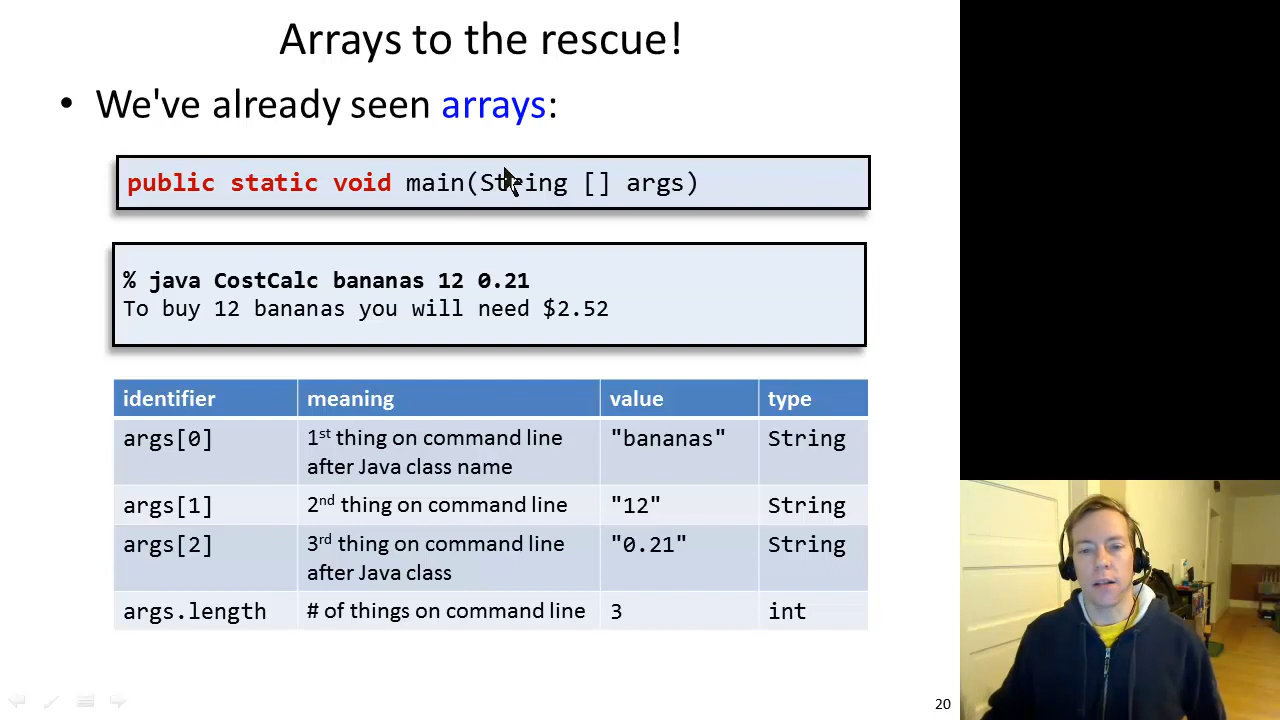 Arrays to the rescue!
• We've already seen arrays:
public static void main(String [] args)
% java CostCalc bananas 12 0.21
To buy 12 bananas you will need $2.52
identifier meaning value type
args[0] 1st thing on command line "bananas" String
after Java class name
args[1] 2nd thing on command line "12" String
args[2] 3rd thing on command line "0.21" String
after Java class
args.length # of things on command line 3 int
20